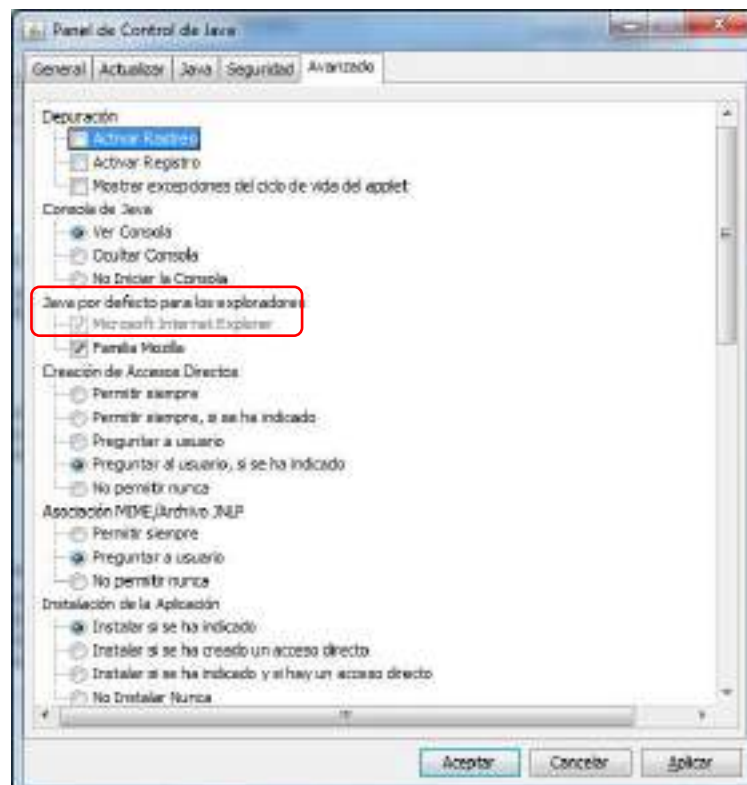 Panel de Control de Java
General Actualizar Java Seguridad Avanzado
Depuración
Activar Rastreo
Activar Registro
Mostrar excepciones del ciclo de vida del applet
Consola de Java
Ver Consola
Ocultar Consola
No Iniciar la Consola
Java por defecto para los exploradores
Microsoft Internet Explorer
Familia Mozilla
Creación de Accesos Directos
Permitir siempre
Permitir siempre, si se ha indicado
Preguntar a usuario
Preguntar al usuario, si se ha indicado
No permitir nunca
Asociación MIME/Archivo JNLP
Permitir siempre
Preguntar a usuario
No permitir nunca
Instalación de la Aplicación
Instalar si se ha indicado
Instalar si se ha creado un acceso directo
Instalar si se ha indicado y si hay un acceso directo
No Instalar Nunca
Aceptar Cancelar Aplicar